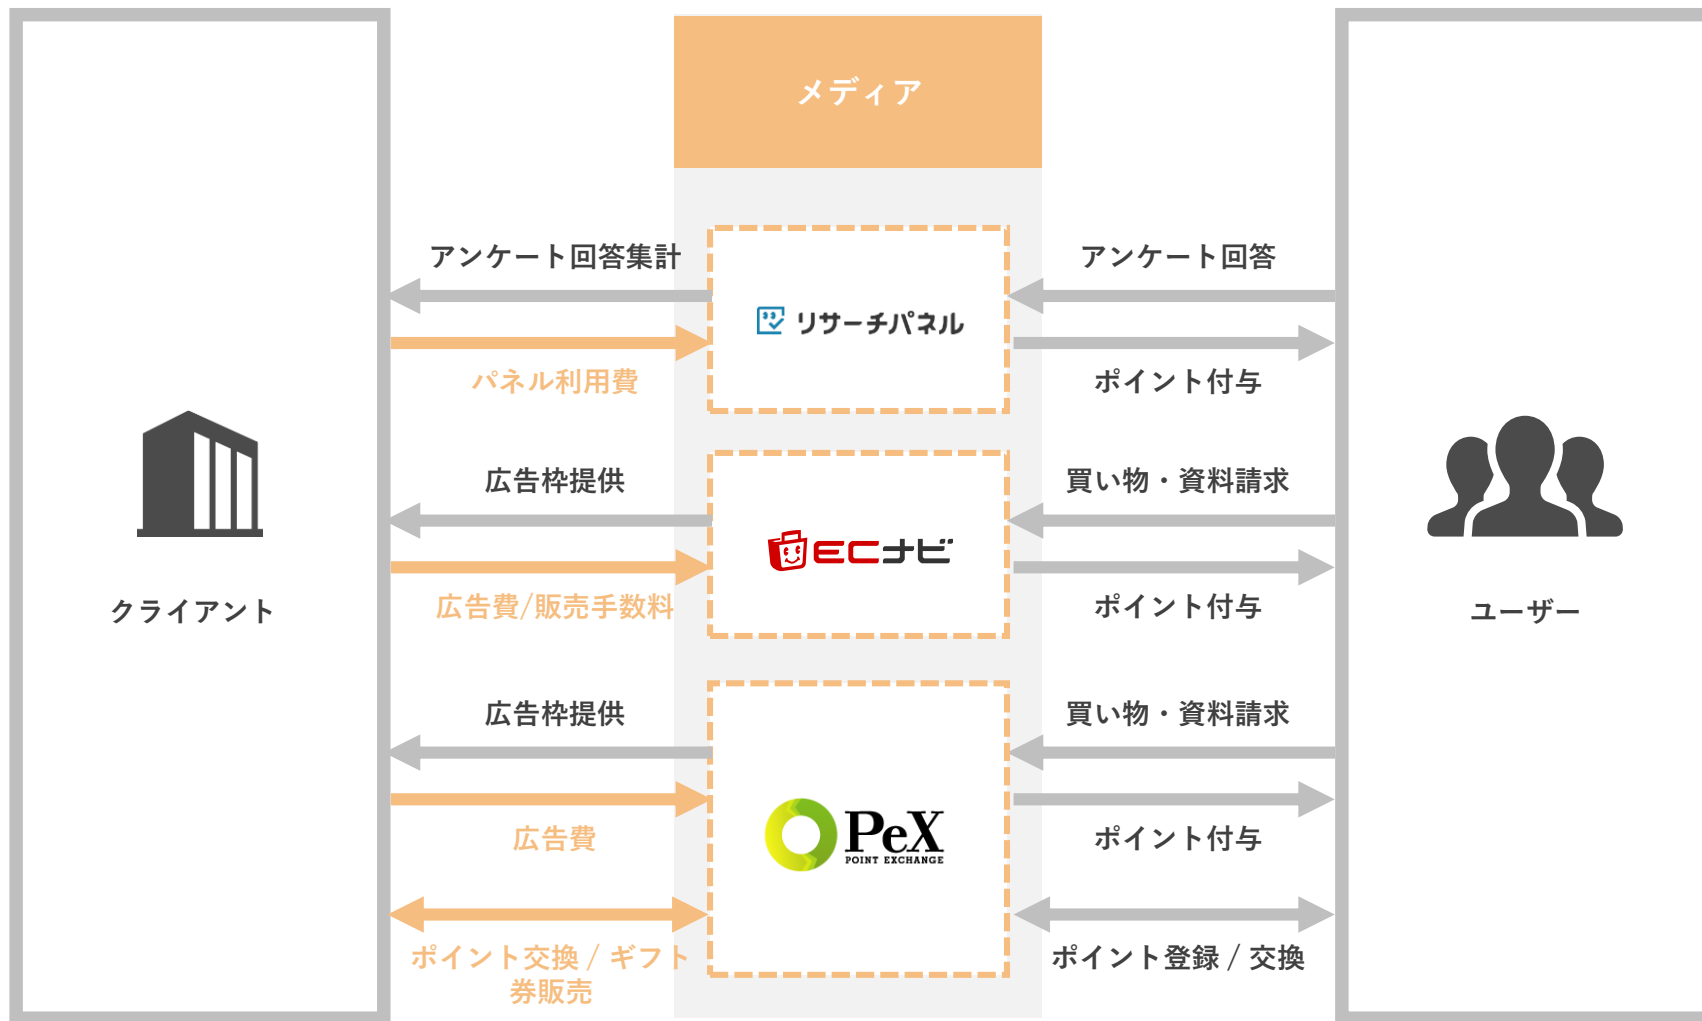 メディア
アンケート回答集計
アンケート回答
リサーチパネル
パネル利用費
ポイント付与
広告枠提供
買い物・資料請求
ECナビ
クライアント
広告費/販売手数料
ポイント付与
ユーザー
広告枠提供
買い物・資料請求
PeX
POINT EXCHANGE
広告費
ポイント付与
ポイント交換 / ギフト
券販売
ポイント登録 / 交換